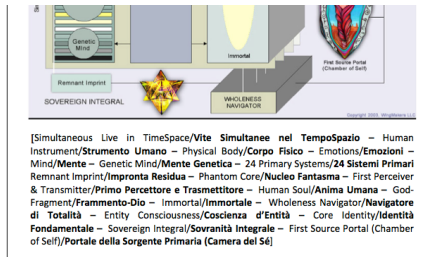 Genetic
Mind
Immortal
First Source Portal
(Chamber of Self)
Remnant Imprint
SOVEREIGN INTEGRAL
WHOLENESS
NAVIGATOR
Copyright 2003, WingMakers LLC
[Simultaneous Live in TimeSpace/Vite Simultanee nel TempoSpazio – Human
Instrument/Strumento Umano – Physical Body/Corpo Fisico – Emotions/Emozioni –
Mind/Mente – Genetic Mind/Mente Genetica – 24 Primary Systems/24 Sistemi Primari
Remnant Imprint/Impronta Residua – Phantom Core/Nucleo Fantasma – First Perceiver
& Transmitter/Primo Percettore e Trasmettitore – Human Soul/Anima Umana – God-
Fragment/Frammento-Dio – Immortal/Immortale – Wholeness Navigator/Navigatore
di Totalità – Entity Consciousness/Coscienza d'Entità – Core Identity/Identità
Fondamentale – Sovereign Integral/Sovranità Integrale – First Source Portal (Chamber
of Self)/Portale della Sorgente Primaria (Camera del Sé]